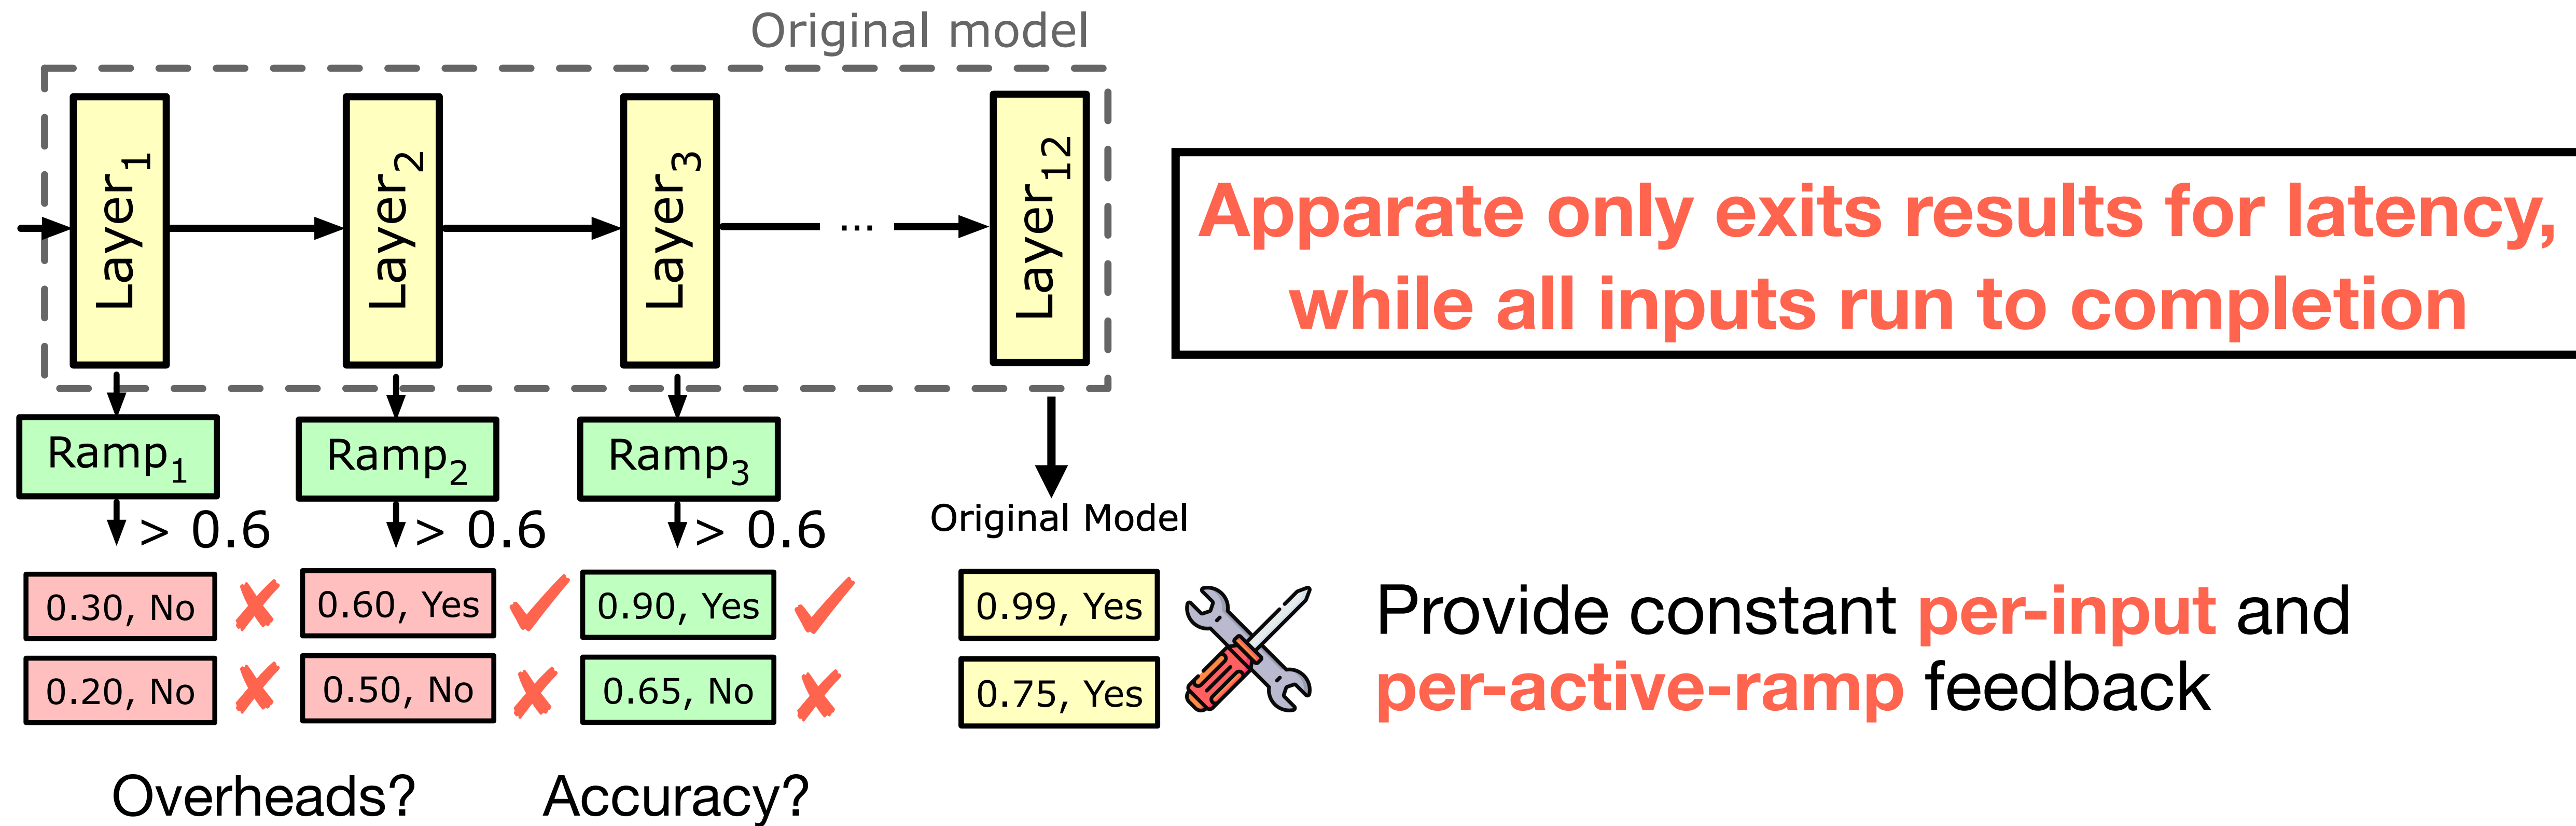 Original model
Layer1
Layer2
Layer3
...
Layer12
Apparate only exits results for latency,
while all inputs run to completion
Ramp1
Ramp2
Ramp3
> 0.6
> 0.6
> 0.6
Original Model
0.30, No ✘
0.60, Yes ✓
0.90, Yes ✓
0.99, Yes
0.20, No ✘
0.50, No ✘
0.65, No ✘
0.75, Yes
Provide constant per-input and
per-active-ramp feedback
Overheads?
Accuracy?